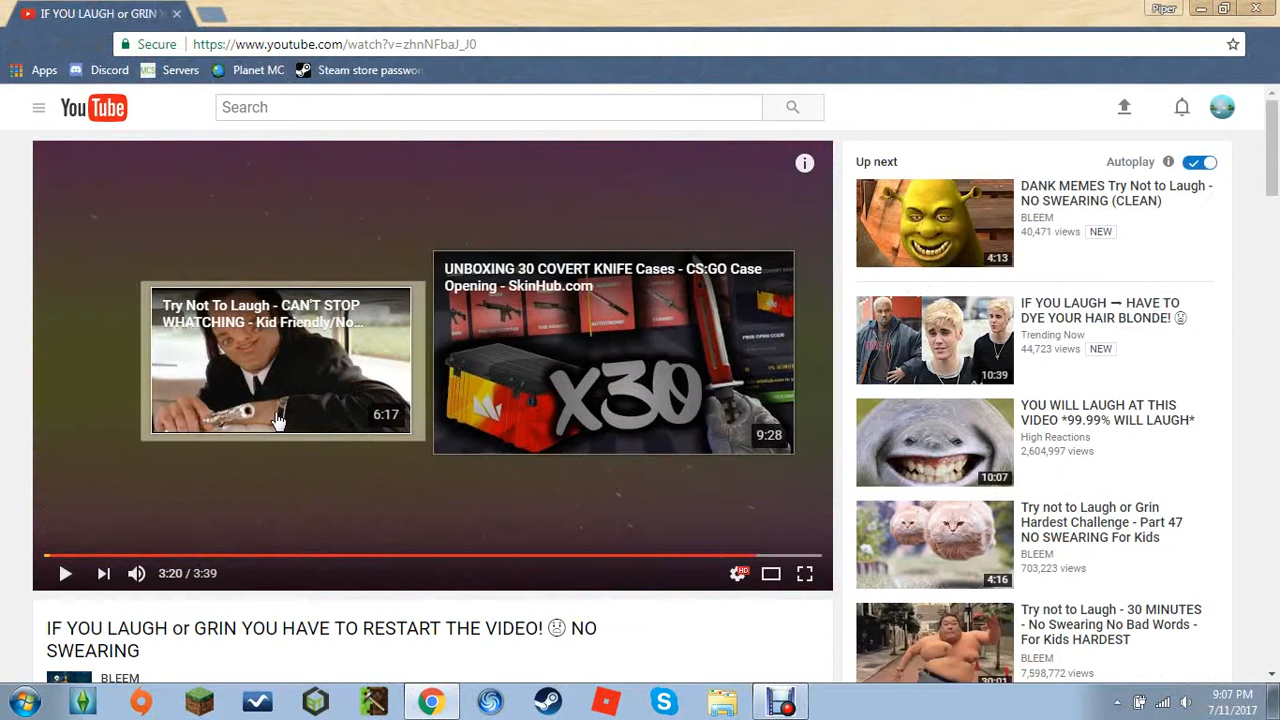 IF YOU LAUGH or GRIN
Piper
Secure
https://www.youtube.com/watch?v=zhnNFbaJ_J0
Apps
Discord
MCS
Servers
Planet MC
Steam store passwo
YouTube
Search
Up next
Autoplay
Try Not To Laugh - CAN'T STOP
WHATCHING - Kid Friendly/No...
6:17
UNBOXING 30 COVERT KNIFE Cases - CS:GO Case
Opening - SkinHub.com
x30
9:28
3:20 / 3:39
HD
DANK MEMES Try Not to Laugh -
NO SWEARING (CLEAN)
BLEEM
40,471 views
NEW
4:13
IF YOU LAUGH ➞ HAVE TO
DYE YOUR HAIR BLONDE! 😨
Trending Now
44,723 views
NEW
10:39
YOU WILL LAUGH AT THIS
VIDEO *99.99% WILL LAUGH*
High Reactions
2,604,997 views
10:07
Try not to Laugh or Grin
Hardest Challenge - Part 47
NO SWEARING For Kids
BLEEM
703,223 views
4:16
Try not to Laugh - 30 MINUTES
- No Swearing No Bad Words -
For Kids HARDEST
BLEEM
7,598,772 views
30:01
IF YOU LAUGH or GRIN YOU HAVE TO RESTART THE VIDEO! 😨 NO
SWEARING
BLEEM
9:07 PM
7/11/2017